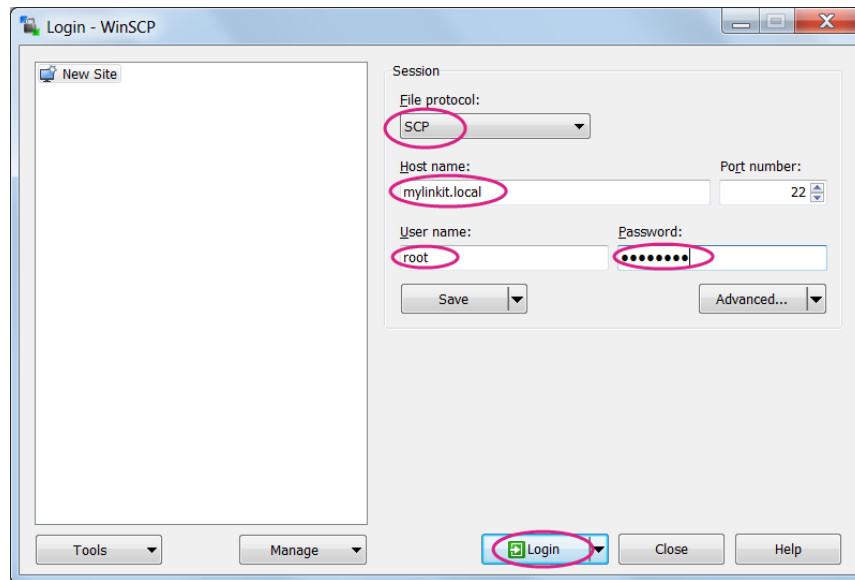 Login - WinSCP
New Site
Session
File protocol:
SCP
Host name: Port number:
mylinkit.local 22
User name: Password:
root ●●●●●●●●
Save Advanced...
Tools Manage Login Close Help